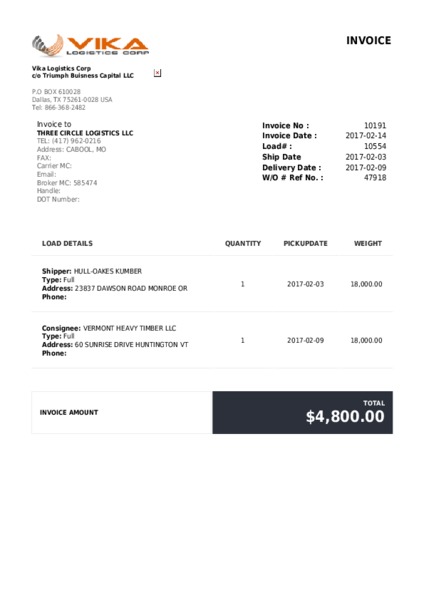 VIKA
LOGISTICS CORP
INVOICE
Vika Logistics Corp
c/o Triumph Buisness Capital LLC
P.O BOX 610028
Dallas, TX 75261-0028 USA
Tel: 866-368-2482
Invoice to
THREE CIRCLE LOGISTICS LLC
TEL: (417) 962-0216
Address: CABOOL, MO
FAX:
Carrier MC:
Email:
Broker MC: 585474
Handle:
DOT Number:
Invoice No : 10191
Invoice Date : 2017-02-14
Load# : 10554
Ship Date 2017-02-03
Delivery Date : 2017-02-09
W/O # Ref No. : 47918
LOAD DETAILS QUANTITY PICKUPDATE WEIGHT
Shipper: HULL-OAKES KUMBER
Type: Full
Address: 23837 DAWSON ROAD MONROE OR
Phone:
1 2017-02-03 18,000.00
Consignee: VERMONT HEAVY TIMBER LLC
Type: Full
Address: 60 SUNRISE DRIVE HUNTINGTON VT
Phone:
1 2017-02-09 18,000.00
INVOICE AMOUNT
TOTAL
$4,800.00